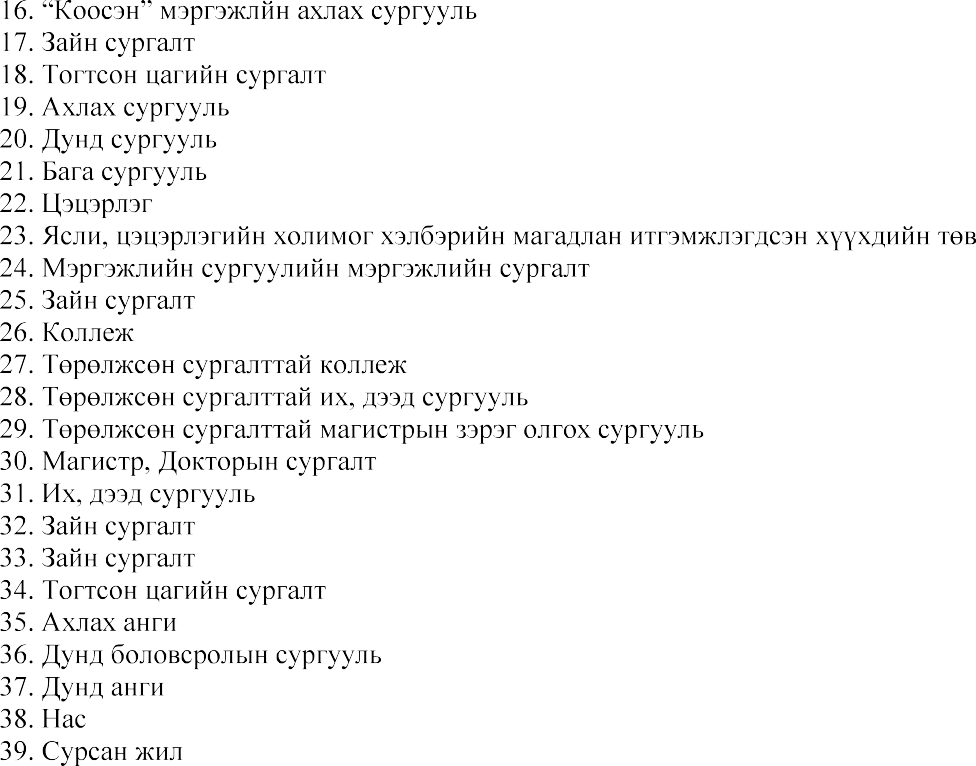 16. “Коосэн” мэргэжлйн ахлах сургууль
17. Зайн сургалт
18. Тогтсон цагийн сургалт
19. Ахлах сургууль
20. Дунд сургууль
21. Бага сургууль
22. Цэцэрлэг
23. Ясли, цэцэрлэгийн холимог хэлбэрийн магадлан итгэмжлэгдсэн хүүхдийн төв
24. Мэргэжлийн сургуулийн мэргэжлийн сургалт
25. Зайн сургалт
26. Коллеж
27. Төрөлжсөн сургалттай коллеж
28. Төрөлжсөн сургалттай их, дээд сургууль
29. Төрөлжсөн сургалттай магистрын зэрэг олгох сургууль
30. Магистр, Докторын сургалт
31. Их, дээд сургууль
32. Зайн сургалт
33. Зайн сургалт
34. Тогтсон цагийн сургалт
35. Ахлах анги
36. Дунд боловсролын сургууль
37. Дунд анги
38. Нас
39. Сурсан жил